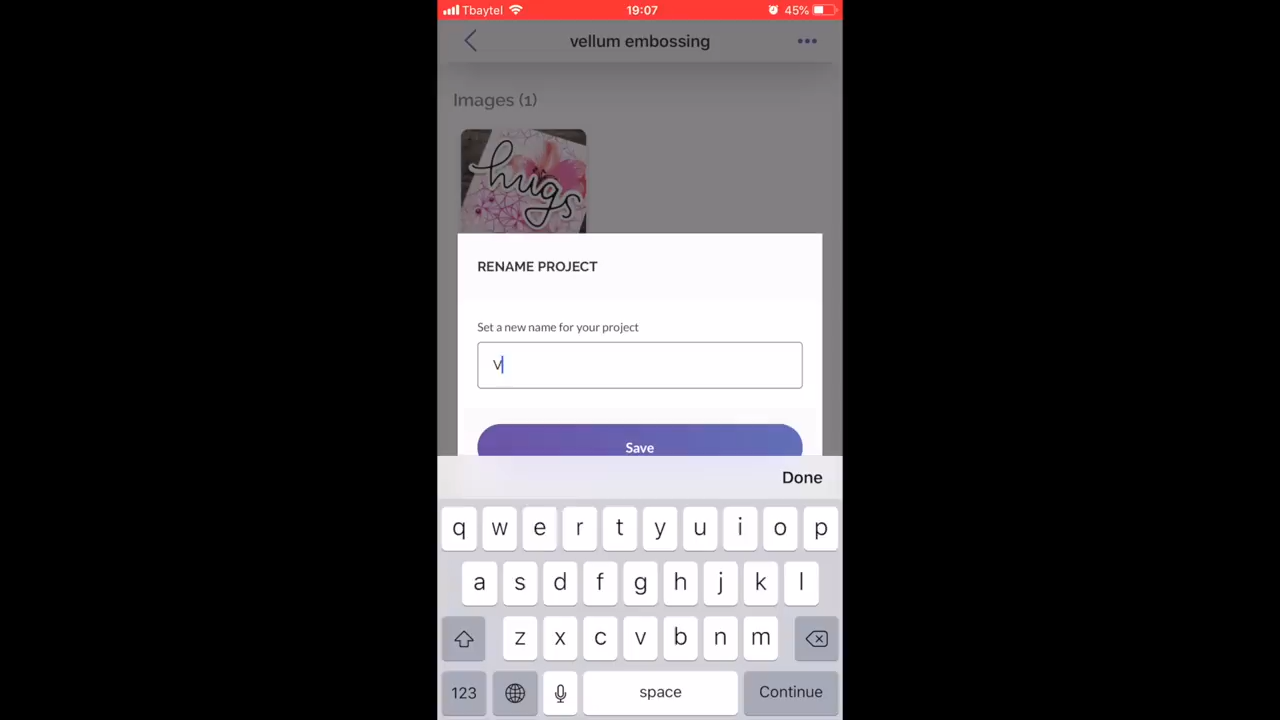 Tbaytel 19:07 45%
vellum embossing
Images (1)
hugs
RENAME PROJECT
Set a new name for your project
V
Save
Done
q w e r t y u i o p
a s d f g h j k l
z x c v b n m
123 space Continue